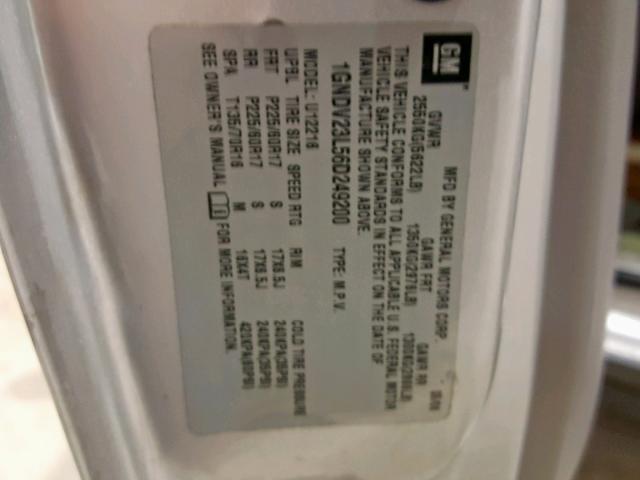 GM
MFD BY GENERAL MOTORS CORP
GVWR GAWR FRT GAWR RR
2550KG(5622LB) 1350KG(2976LB)
THIS VEHICLE CONFORMS TO ALL APPLICABLE U.S. FEDERAL MOTOR
VEHICLE SAFETY STANDARDS IN EFFECT ON THE DATE OF
MANUFACTURE SHOWN ABOVE.
1GNDV23L56D249200 TYPE: M.P.V.
MODEL: U12216
UPBL TIRE SIZE SPEED RTG RIM COLD TIRE PRESSURE
FRT P225/60R17 S 17X6.5J 240KPA(35PSI)
RR P225/60R17 S 17X6.5J 240KPA(35PSI)
SPA T135/70R16 M 16X4T 420KPA(60PSI)
SEE OWNER'S MANUAL FOR MORE INFORMATION.